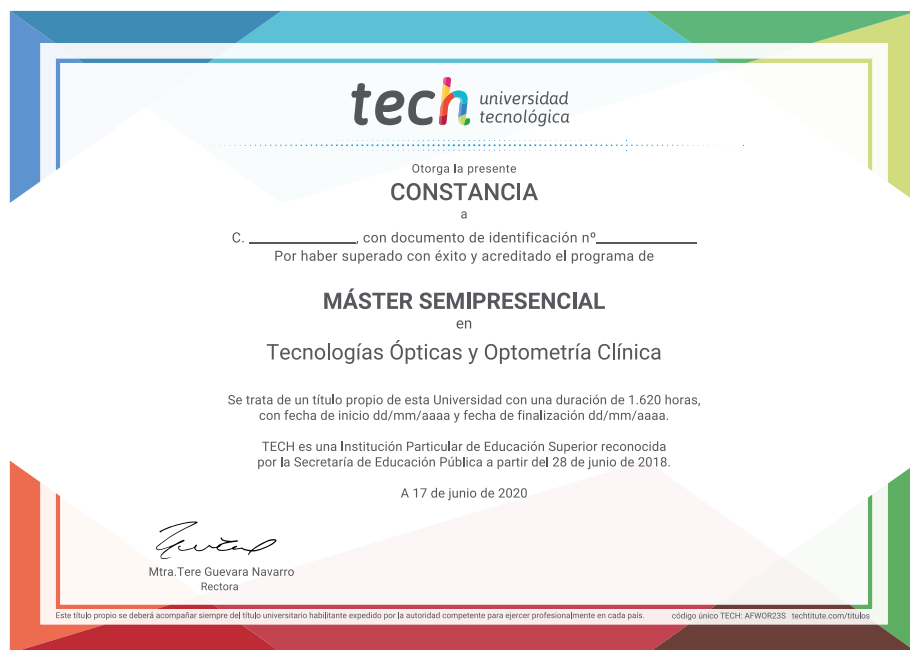 tech universidad
tecnológica
Otorga la presente
CONSTANCIA
a
C. ____________, con documento de identificación nº____________
Por haber superado con éxito y acreditado el programa de
MÁSTER SEMIPRESENCIAL
en
Tecnologías Ópticas y Optometría Clínica
Se trata de un título propio de esta Universidad con una duración de 1.620 horas,
con fecha de inicio dd/mm/aaaa y fecha de finalización dd/mm/aaaa.
TECH es una Institución Particular de Educación Superior reconocida
por la Secretaría de Educación Pública a partir del 28 de junio de 2018.
A 17 de junio de 2020
Mtra.Tere Guevara Navarro
Rectora
Este título propio se deberá acompañar siempre del título universitario habilitante expedido por la autoridad competente para ejercer profesionalmente en cada país. código único TECH: AFWOR23S techtitute.com/titulos